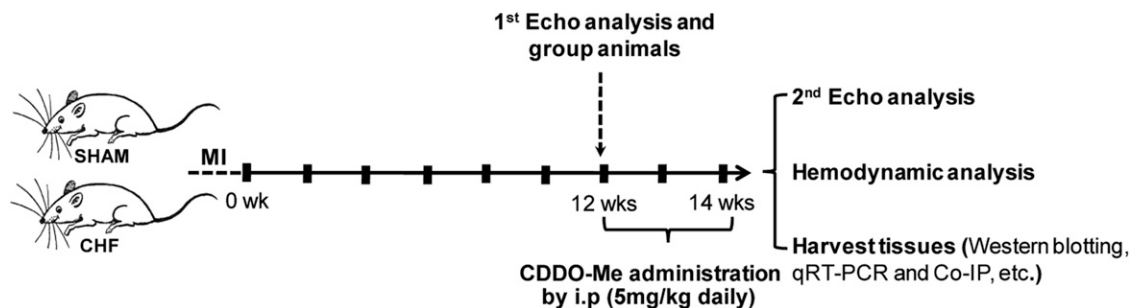 1st Echo analysis and
group animals
SHAM
MI
CHF
0 wk
12 wks
14 wks
CDDO-Me administration
by i.p (5mg/kg daily)
2nd Echo analysis
Hemodynamic analysis
Harvest tissues (Western blotting,
qRT-PCR and Co-IP, etc.)